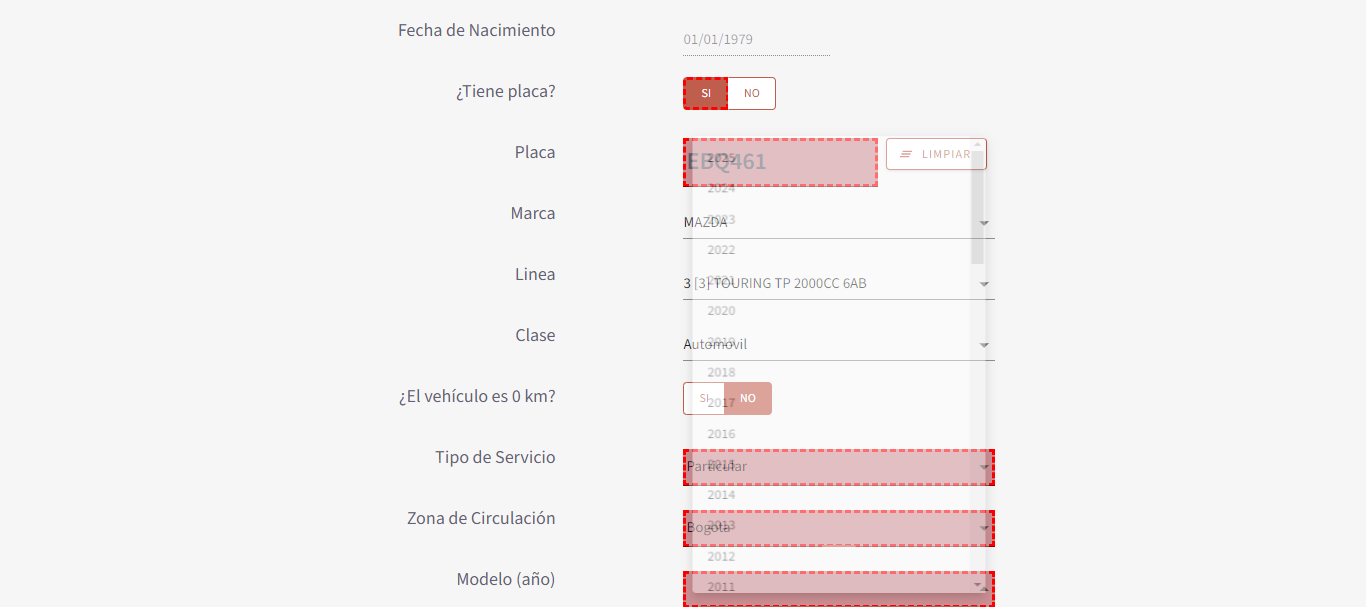 Fecha de Nacimiento
01/01/1979
¿Tiene placa?
SI NO
Placa
EBQ461
LIMPIAR
2025
2024
Marca
MAZDA
2023
2022
Linea
3 [3] TOURING TP 2000CC 6AB
2021
2020
Clase
Automovil
2019
2018
¿El vehículo es 0 km?
SI NO
2017
2016
Tipo de Servicio
Particular
2015
2014
Zona de Circulación
Bogota
2013
2012
Modelo (año)
2011